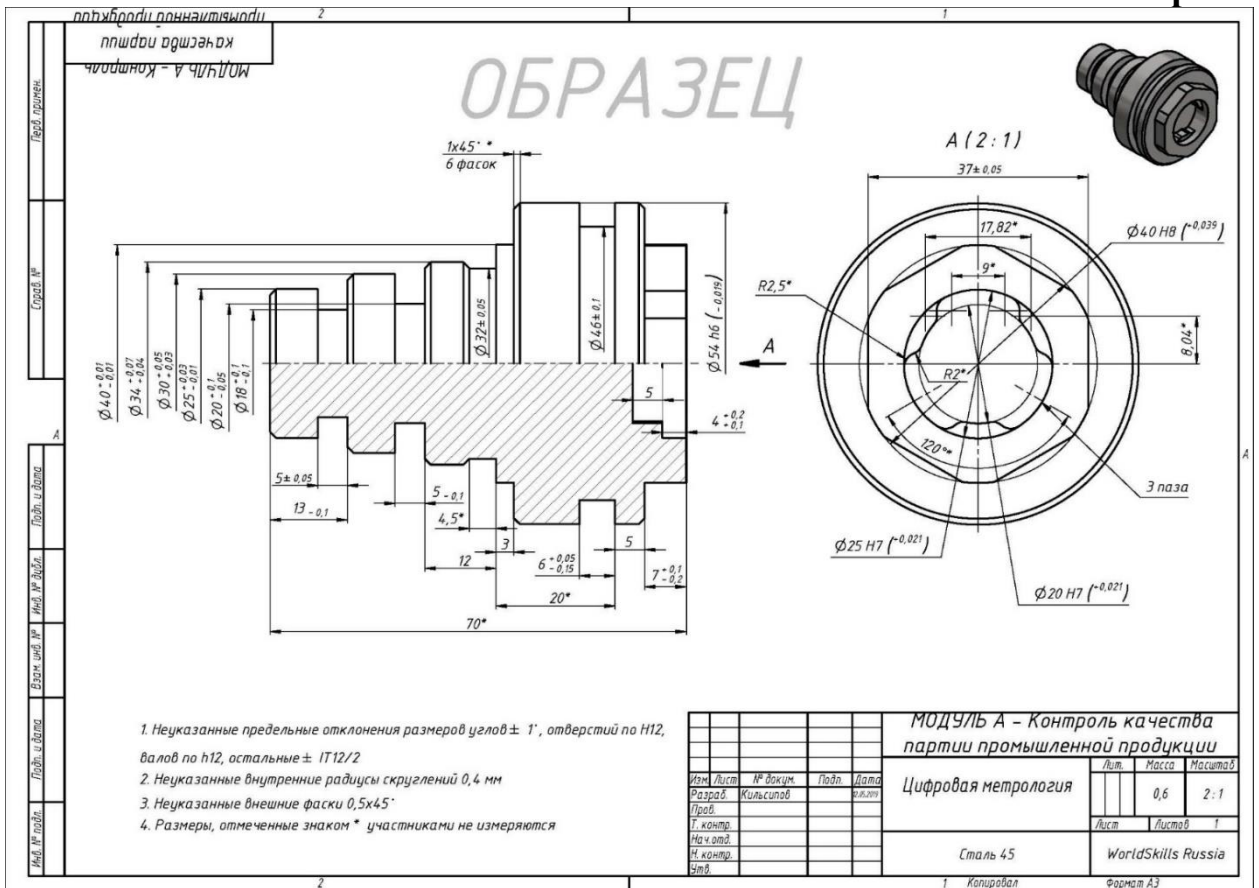 2
1
МОДУЛЬ А – Контроль
качества партии
промышленной продукции
ОБРАЗЕЦ
Перв. примен.
Справ. №
Подп. и дата
Инв. № дубл.
Взам. инв. №
Подп. и дата
Инв. № подл.
А
А
1x45° *
6 фасок
Ø40 +0,01 -0,01
Ø34 +0,07 -0,04
Ø30 +0,05 -0,03
Ø25 +0,03 -0,01
Ø20 +0,1 -0,05
Ø18 +0,1 -0,1
Ø32± 0,05
Ø46± 0,1
Ø54 h6 (-0,019)
А
5
4 +0,2 +0,1
5± 0,05
13 -0,1
5 -0,1
4,5*
12
3
6 +0,05 -0,15
5
7 +0,1 -0,2
20*
70*
А (2 : 1)
37± 0,05
17,82*
9*
Ø40 H8 (+0,039)
R2,5*
8,04*
R2*
120°*
3 паза
Ø25 H7 (+0,021)
Ø20 H7 (+0,021)
1. Неуказанные предельные отклонения размеров углов ± 1°, отверстий по H12,
валов по h12, остальные ± IT12/2
2. Неуказанные внутренние радиусы скруглений 0,4 мм
3. Неуказанные внешние фаски 0,5x45°
4. Размеры, отмеченные знаком * участниками не измеряются
МОДУЛЬ А – Контроль качества
партии промышленной продукции
Изм. Лист № докум. Подп. Дата
Разраб. Кильсипов
Пров.
Т. контр.
Нач.отд.
Н. контр.
Утв.
Цифровая метрология
Лит. Масса Масштаб
0,6 2 : 1
Лист Листов 1
Сталь 45
WorldSkills Russia
2
1 Копировал Формат А3